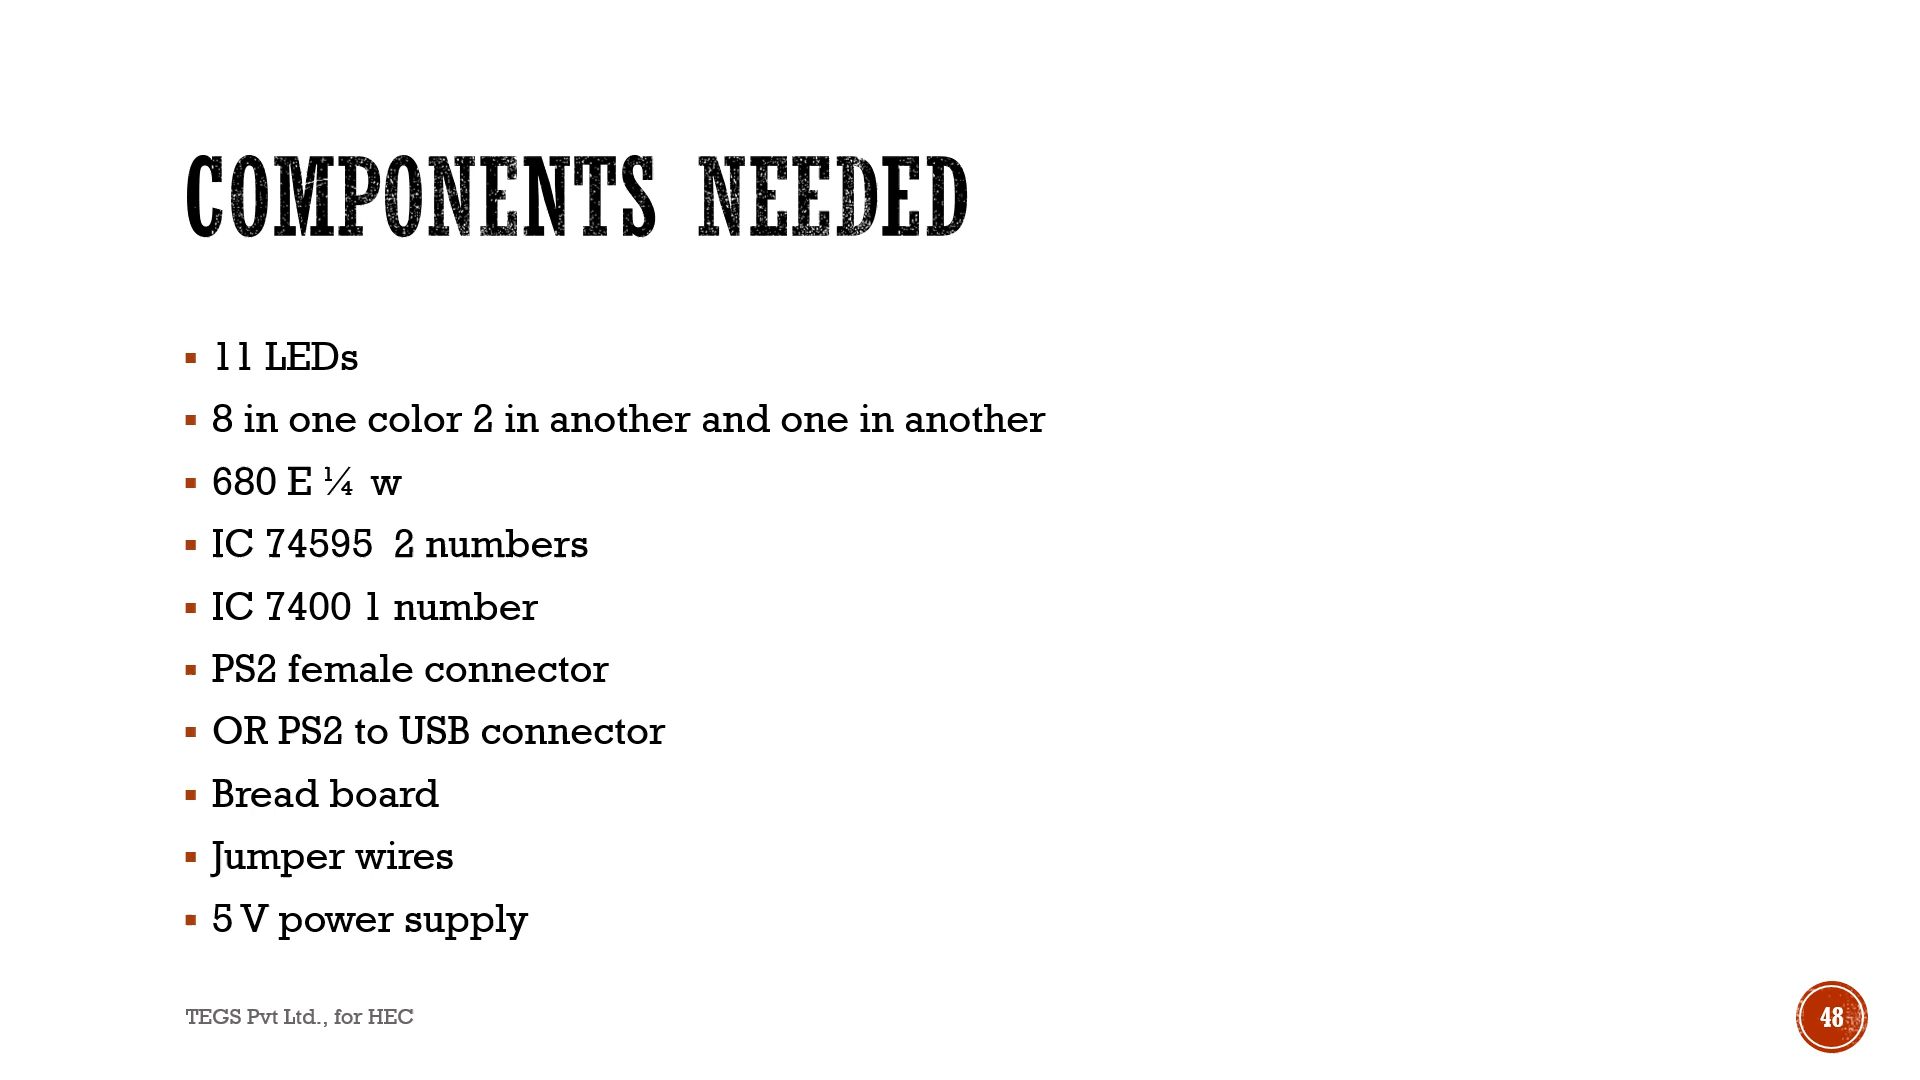 COMPONENTS NEEDED
▪ 11 LEDs
▪ 8 in one color 2 in another and one in another
▪ 680 E ¼ w
▪ IC 74595 2 numbers
▪ IC 7400 1 number
▪ PS2 female connector
▪ OR PS2 to USB connector
▪ Bread board
▪ Jumper wires
▪ 5 V power supply
TEGS Pvt Ltd., for HEC
48